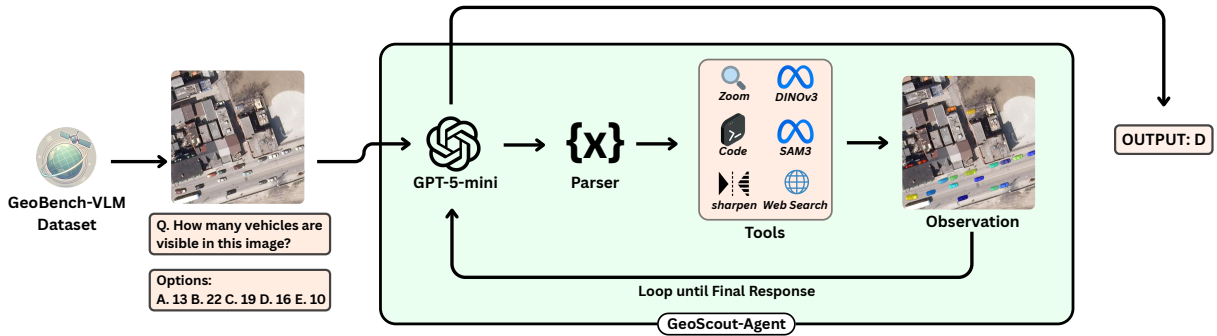 GeoBench-VLM
Dataset
Q. How many vehicles are
visible in this image?
Options:
A. 13 B. 22 C. 19 D. 16 E. 10
GPT-5-mini
{x}
Parser
Zoom
DINOv3
Code
SAM3
sharpen
Web Search
Tools
Observation
Loop until Final Response
GeoScout-Agent
OUTPUT: D